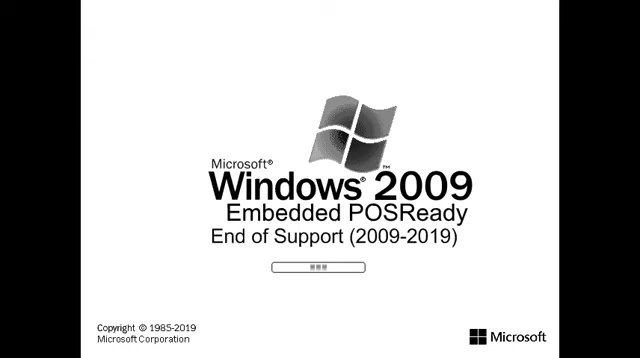 Microsoft®
Windows® 2009™
Embedded POSReady
End of Support (2009-2019)
Copyright © 1985-2019
Microsoft Corporation
Microsoft